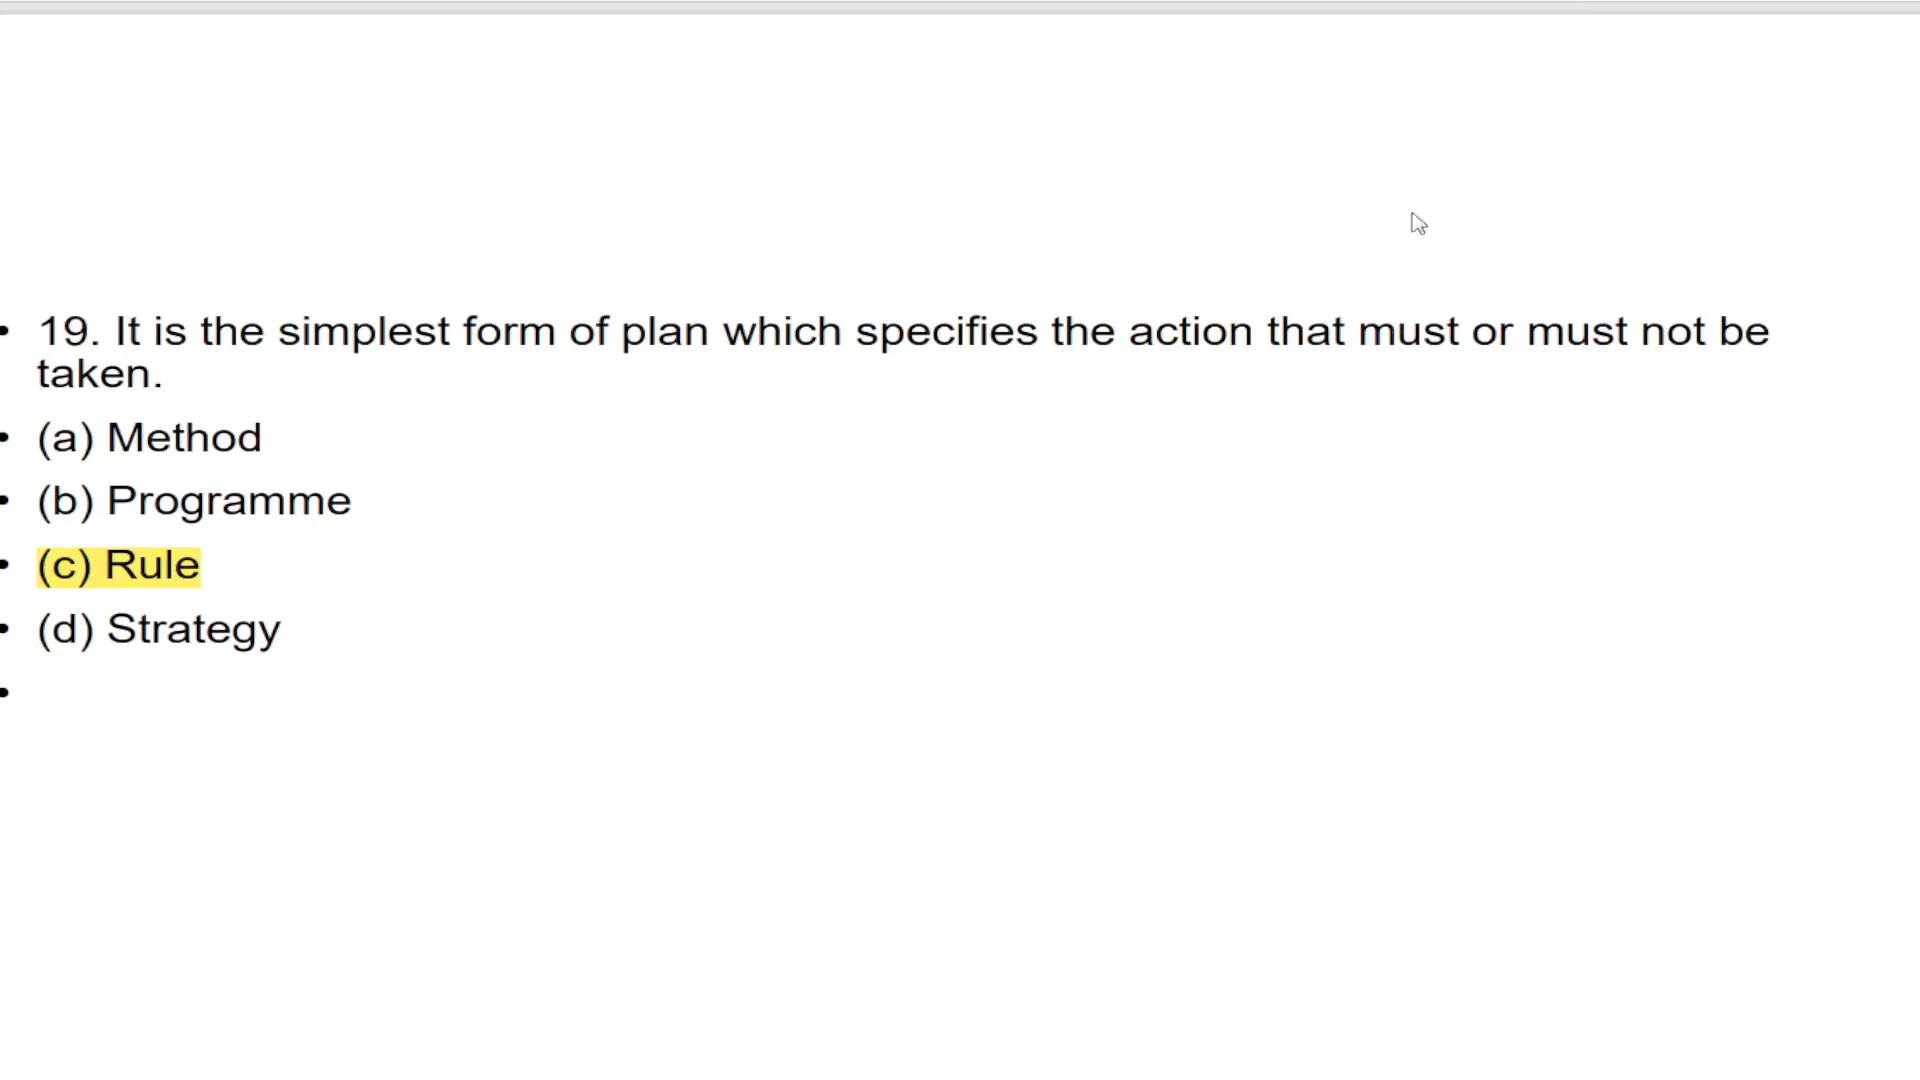 • 19. It is the simplest form of plan which specifies the action that must or must not be
taken.
• (a) Method
• (b) Programme
• (c) Rule
• (d) Strategy
•